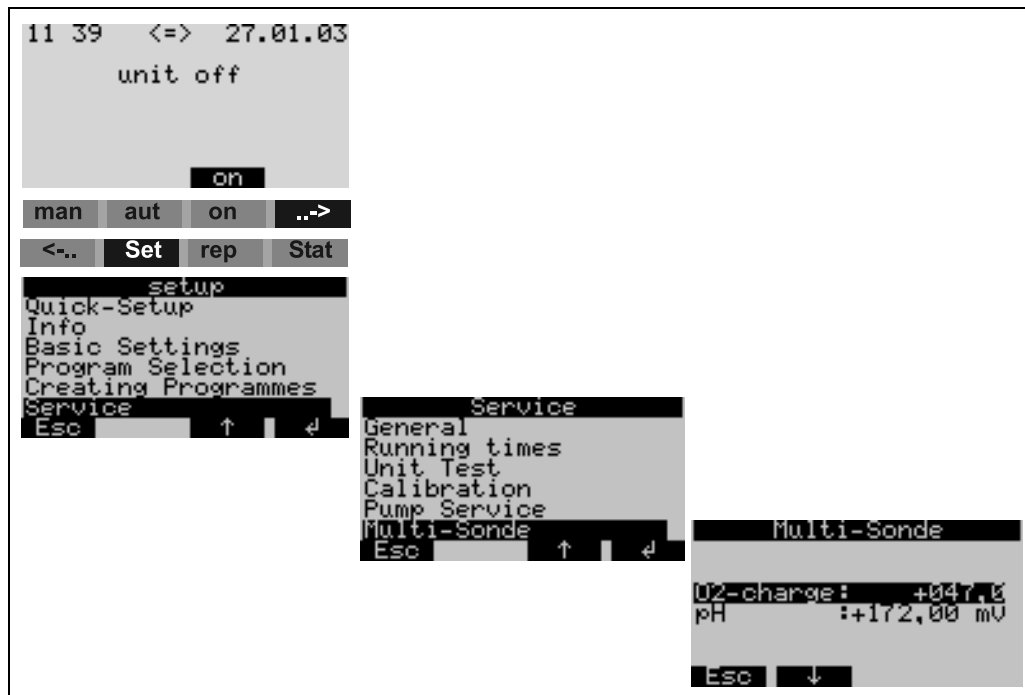 11 39 <=> 27.01.03
unit off
on
man aut on ..->
<-.. Set rep Stat
setup
Quick-Setup
Info
Basic Settings
Program Selection
Creating Programmes
Service
Esc ↑ ↲
Service
General
Running times
Unit Test
Calibration
Pump Service
Multi-Sonde
Esc ↑ ↲
Multi-Sonde
O2-charge: +047,0
pH :+172,00 mV
Esc ↓